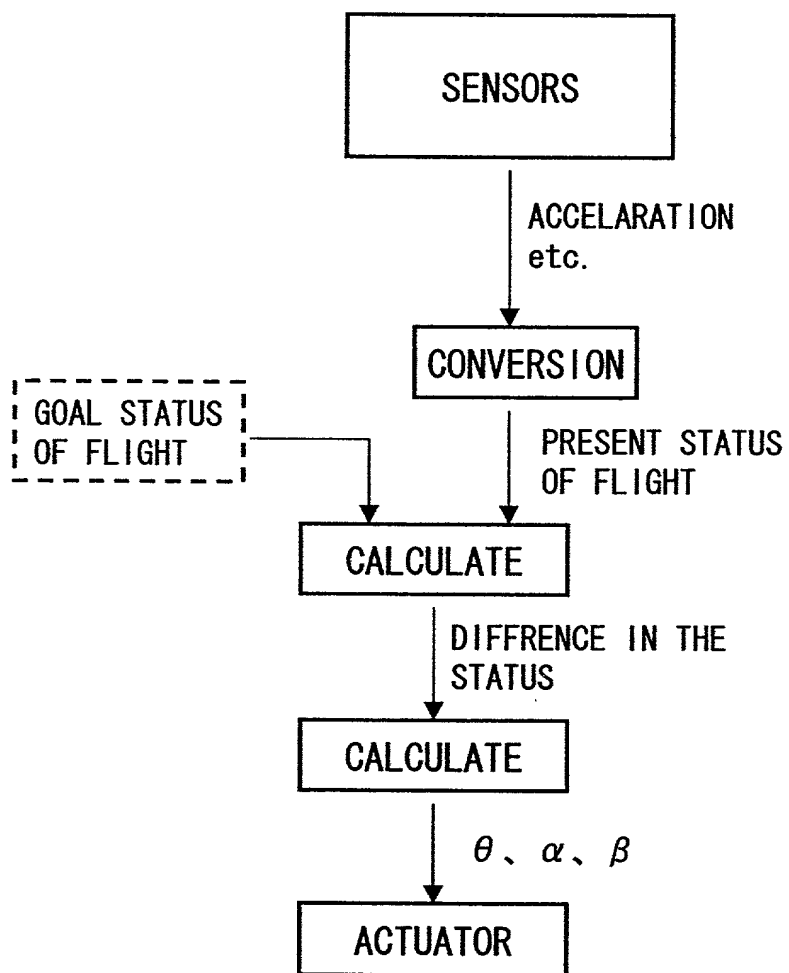 SENSORS
ACCELARATION
etc.
CONVERSION
GOAL STATUS
OF FLIGHT
PRESENT STATUS
OF FLIGHT
CALCULATE
DIFFRENCE IN THE
STATUS
CALCULATE
θ、α、β
ACTUATOR